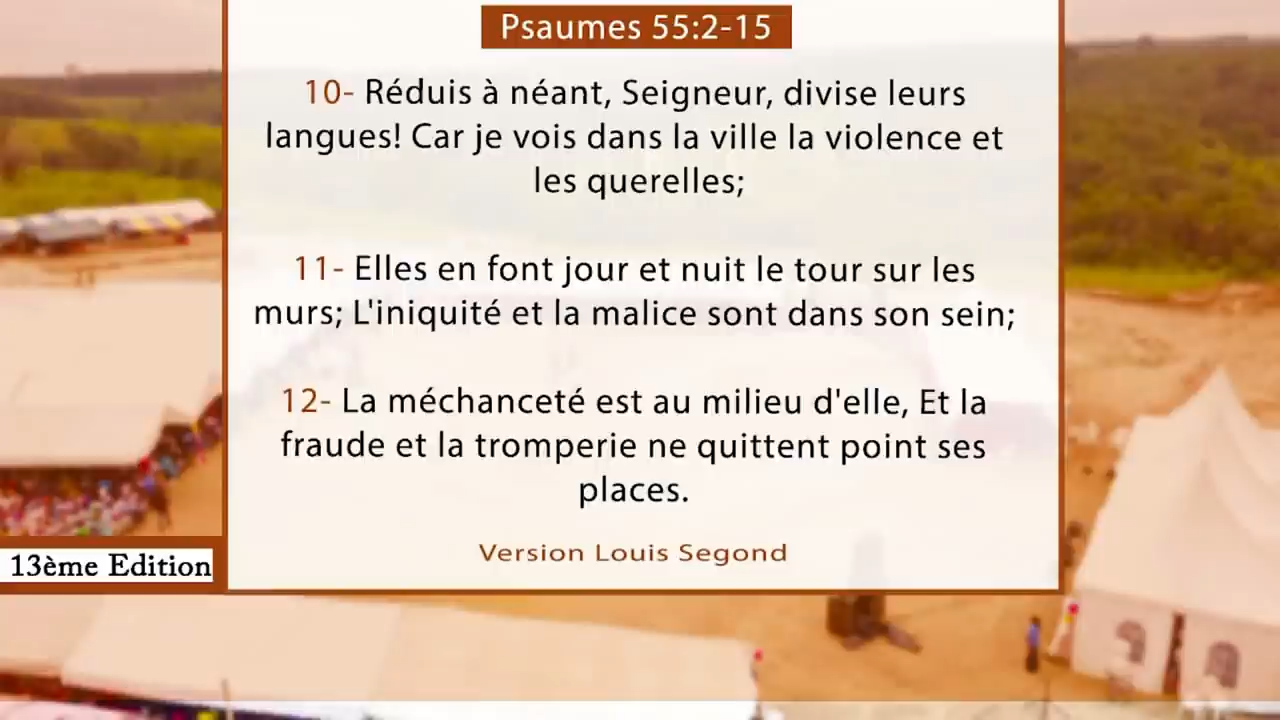 Psaumes 55:2-15
10- Réduis à néant, Seigneur, divise leurs
langues! Car je vois dans la ville la violence et
les querelles;
11- Elles en font jour et nuit le tour sur les
murs; L'iniquité et la malice sont dans son sein;
12- La méchanceté est au milieu d'elle, Et la
fraude et la tromperie ne quittent point ses
places.
Version Louis Segond
13ème Edition